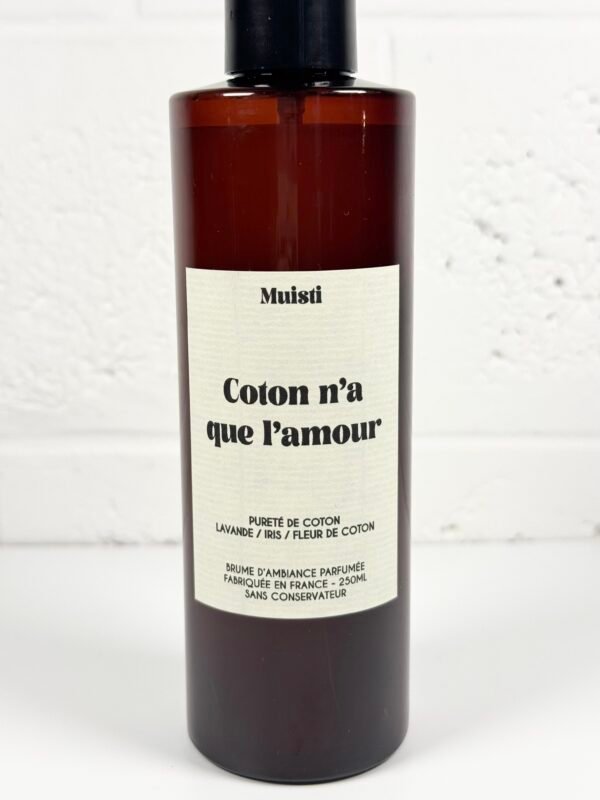 Muisti
Coton n'a
que l'amour
PURETÉ DE COTON
LAVANDE / IRIS / FLEUR DE COTON
BRUME D'AMBIANCE PARFUMÉE
FABRIQUÉE EN FRANCE - 250ML
SANS CONSERVATEUR